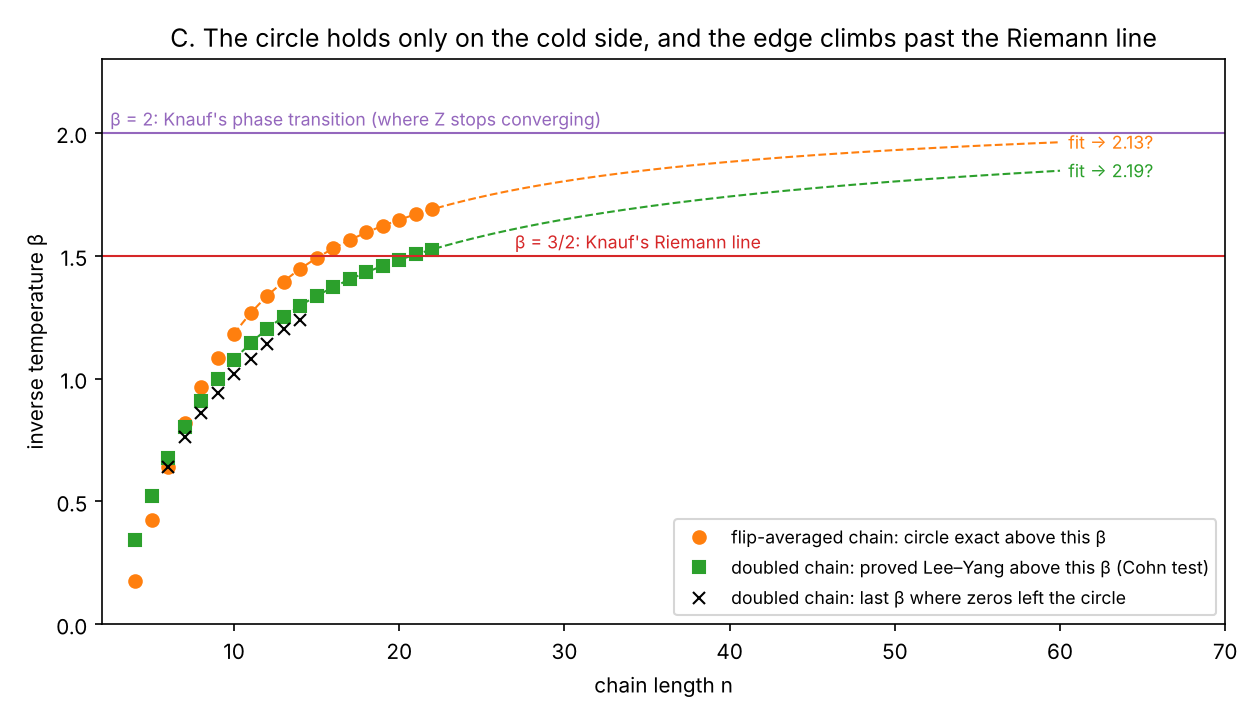 C. The circle holds only on the cold side, and the edge climbs past the Riemann line
β = 2: Knauf's phase transition (where Z stops converging)
fit → 2.13?
fit → 2.19?
β = 3/2: Knauf's Riemann line
inverse temperature β
2.0
1.5
1.0
0.5
0.0
flip-averaged chain: circle exact above this β
doubled chain: proved Lee–Yang above this β (Cohn test)
doubled chain: last β where zeros left the circle
10 20 30 40 50 60 70
chain length n